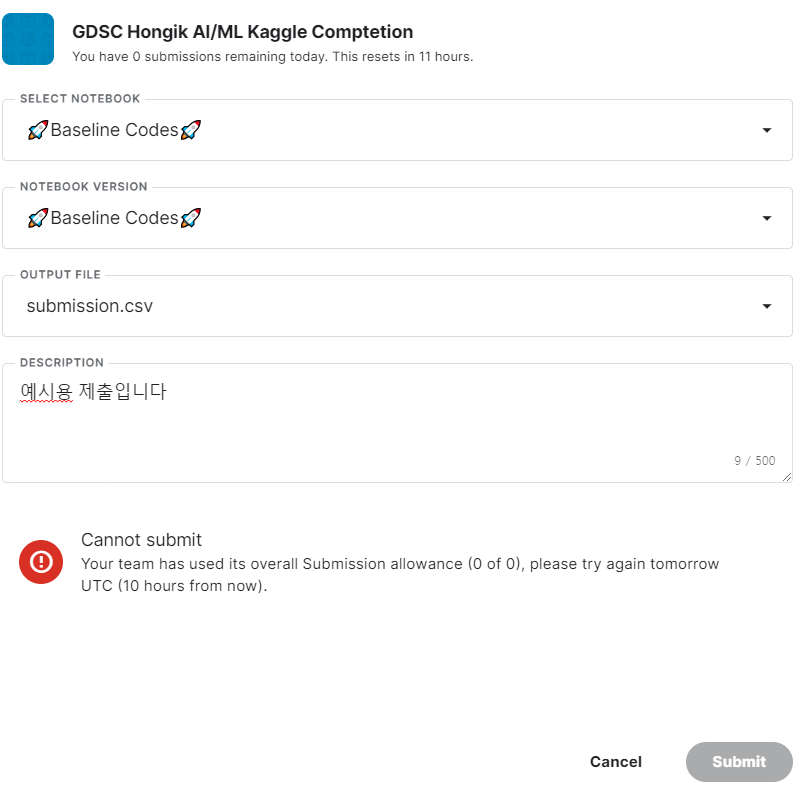 GDSC Hongik AI/ML Kaggle Comptetion
You have 0 submissions remaining today. This resets in 11 hours.
SELECT NOTEBOOK
🚀Baseline Codes🚀
NOTEBOOK VERSION
🚀Baseline Codes🚀
OUTPUT FILE
submission.csv
DESCRIPTION
예시용 제출입니다
9 / 500
Cannot submit
Your team has used its overall Submission allowance (0 of 0), please try again tomorrow
UTC (10 hours from now).
Cancel
Submit